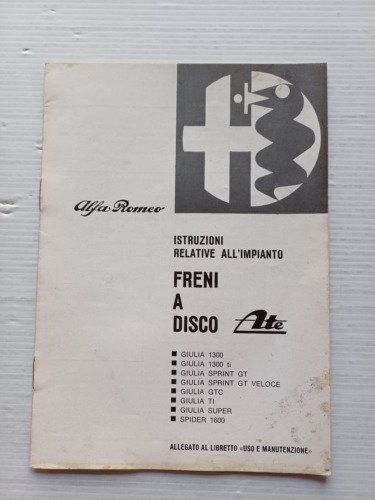 Alfa Romeo
ISTRUZIONI
RELATIVE ALL'IMPIANTO
FRENI
A
DISCO
Ate
GIULIA 1300
GIULIA 1300 ti
GIULIA SPRINT GT
GIULIA SPRINT GT VELOCE
GIULIA GTC
GIULIA TI
GIULIA SUPER
SPIDER 1600
ALLEGATO AL LIBRETTO «USO E MANUTENZIONE»